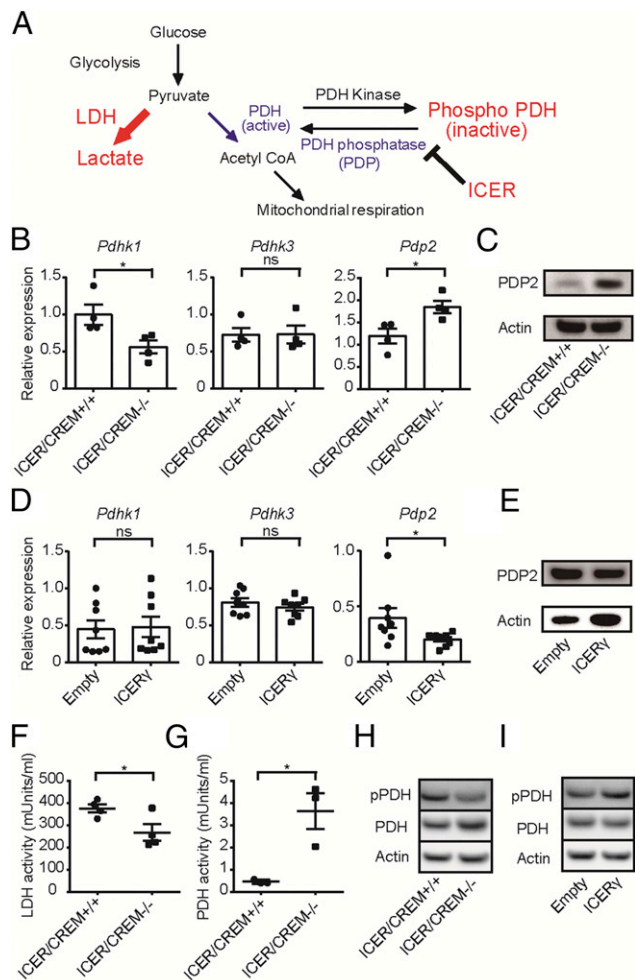 A
Glucose
Glycolysis
Pyruvate
LDH
Lactate
PDH
(active)
PDH Kinase
Phospho PDH
(inactive)
PDH phosphatase
(PDP)
Acetyl CoA
ICER
Mitochondrial respiration
B
Relative expression
Pdhk1
*
1.5
1.0
0.5
0
ICER/CREM+/+
ICER/CREM-/-
Pdhk3
ns
1.5
1.0
0.5
0
ICER/CREM+/+
ICER/CREM-/-
Pdp2
*
2.5
2.0
1.5
1.0
0.5
0
ICER/CREM+/+
ICER/CREM-/-
C
PDP2
Actin
ICER/CREM+/+
ICER/CREM-/-
D
Relative expression
Pdhk1
ns
1.5
1.0
0.5
0
Empty
ICERγ
Pdhk3
ns
1.5
1.0
0.5
0
Empty
ICERγ
Pdp2
*
1.0
0.5
0
Empty
ICERγ
E
PDP2
Actin
Empty
ICERγ
F
LDH activity (mUnits/ml)
*
500
400
300
200
100
0
ICER/CREM+/+
ICER/CREM-/-
G
PDH activity (mUnits/ml)
*
5
4
3
2
1
0
ICER/CREM+/+
ICER/CREM-/-
H
pPDH
PDH
Actin
ICER/CREM+/+
ICER/CREM-/-
I
pPDH
PDH
Actin
Empty
ICERγ